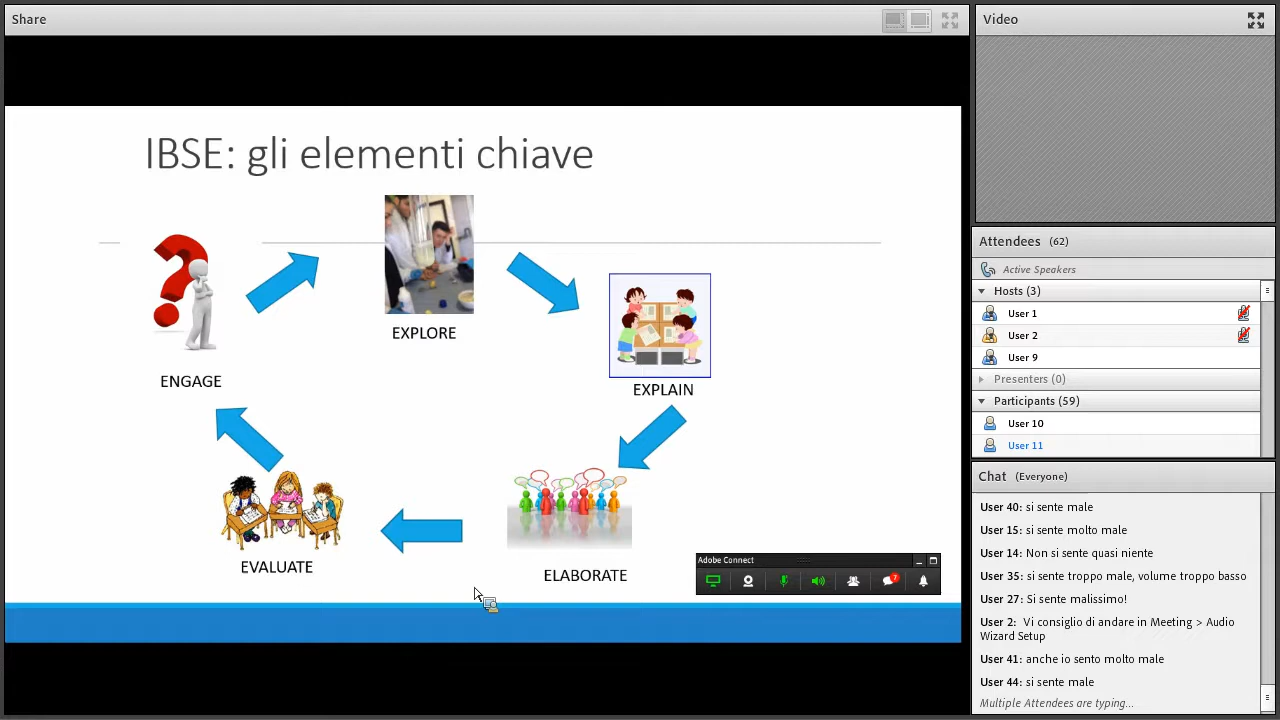 Share
IBSE: gli elementi chiave
ENGAGE
EXPLORE
EXPLAIN
ELABORATE
EVALUATE
Adobe Connect
7
Video
Attendees (62)
Active Speakers
Hosts (3)
User 1
User 2
User 9
Presenters (0)
Participants (59)
User 10
User 11
Chat (Everyone)
User 40: si sente male
User 15: si sente molto male
User 14: Non si sente quasi niente
User 35: si sente troppo male, volume troppo basso
User 27: Si sente malissimo!
User 2: Vi consiglio di andare in Meeting > Audio
Wizard Setup
User 41: anche io sento molto male
User 44: si sente male
Multiple Attendees are typing...